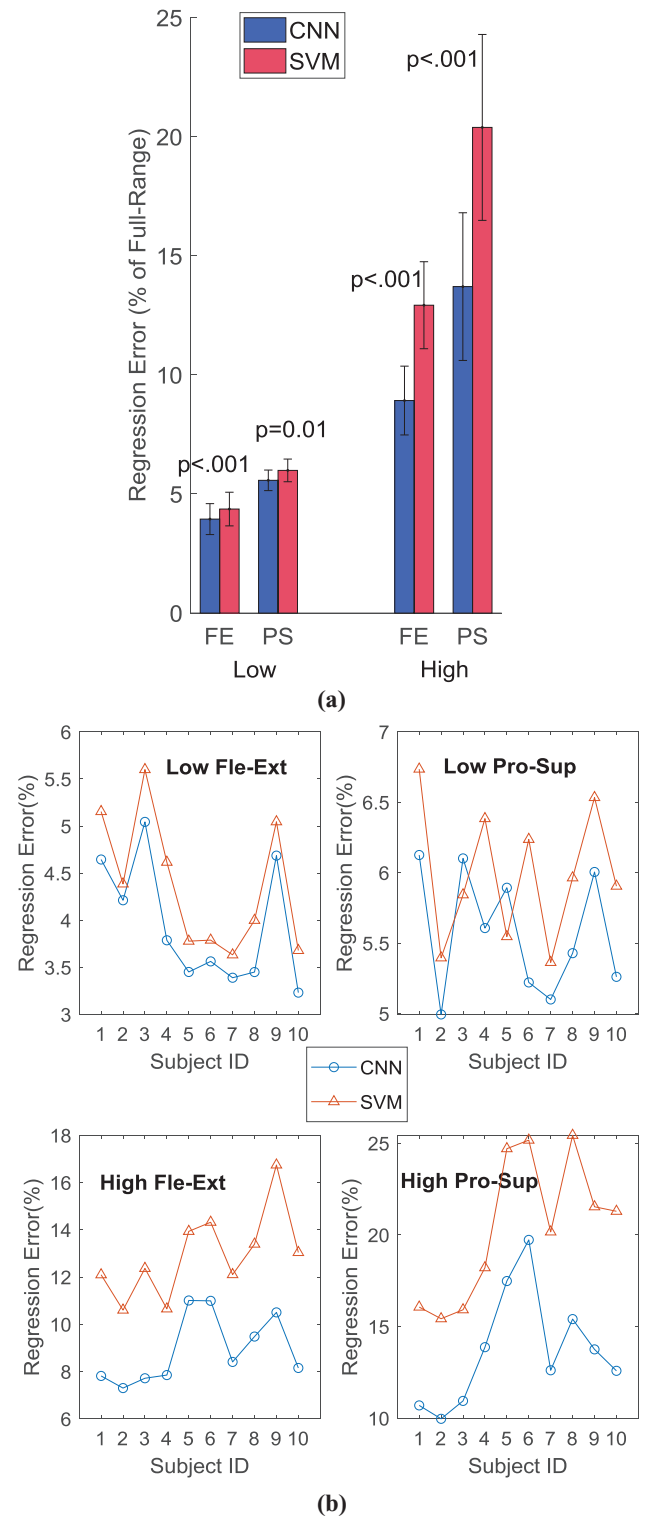 25
20
15
10
5
0
Regression Error (% of Full-Range)
CNN
SVM
p<.001
p=0.01
p<.001
p<.001
FE PS FE PS
Low High
(a)
6
5.5
5
4.5
4
3.5
3
Regression Error(%)
Low Fle-Ext
1 2 3 4 5 6 7 8 9 10
Subject ID
7
6.5
6
5.5
5
Regression Error(%)
Low Pro-Sup
1 2 3 4 5 6 7 8 9 10
Subject ID
CNN
SVM
18
16
14
12
10
8
6
Regression Error(%)
High Fle-Ext
1 2 3 4 5 6 7 8 9 10
Subject ID
25
20
15
10
Regression Error(%)
High Pro-Sup
1 2 3 4 5 6 7 8 9 10
Subject ID
(b)